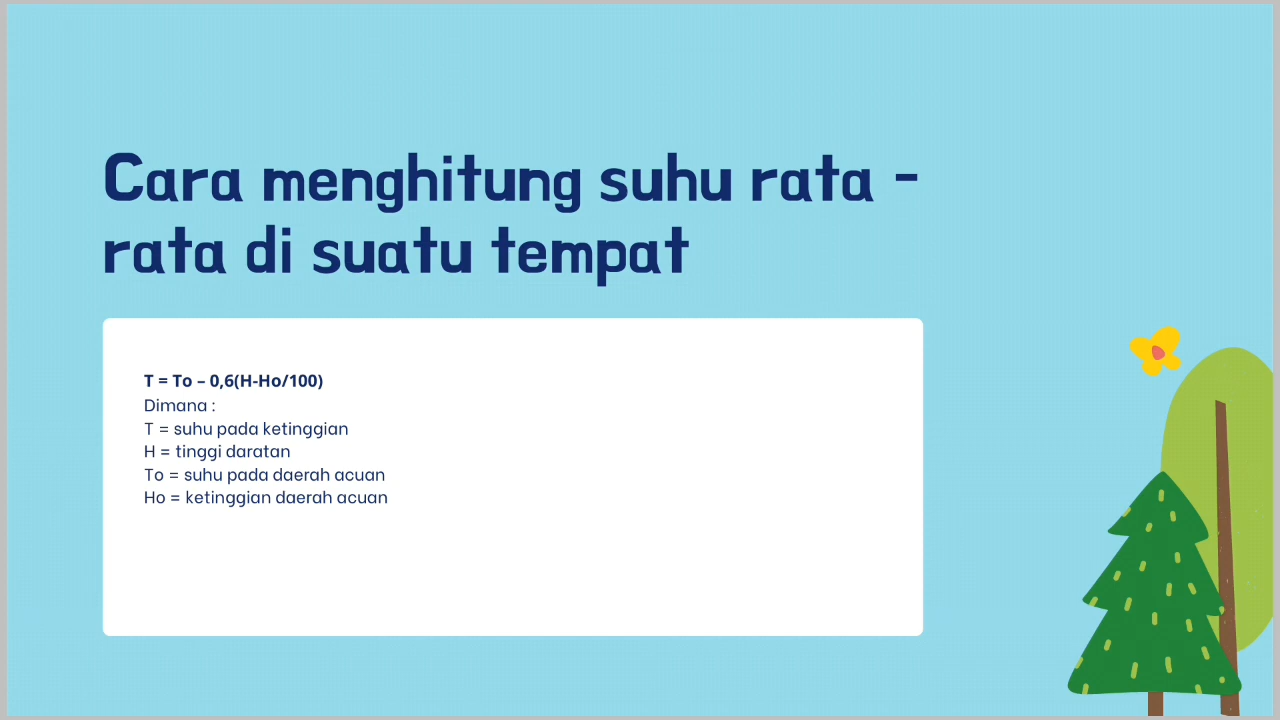 Cara menghitung suhu rata -
rata di suatu tempat
T = To – 0,6(H-Ho/100)
Dimana :
T = suhu pada ketinggian
H = tinggi daratan
To = suhu pada daerah acuan
Ho = ketinggian daerah acuan